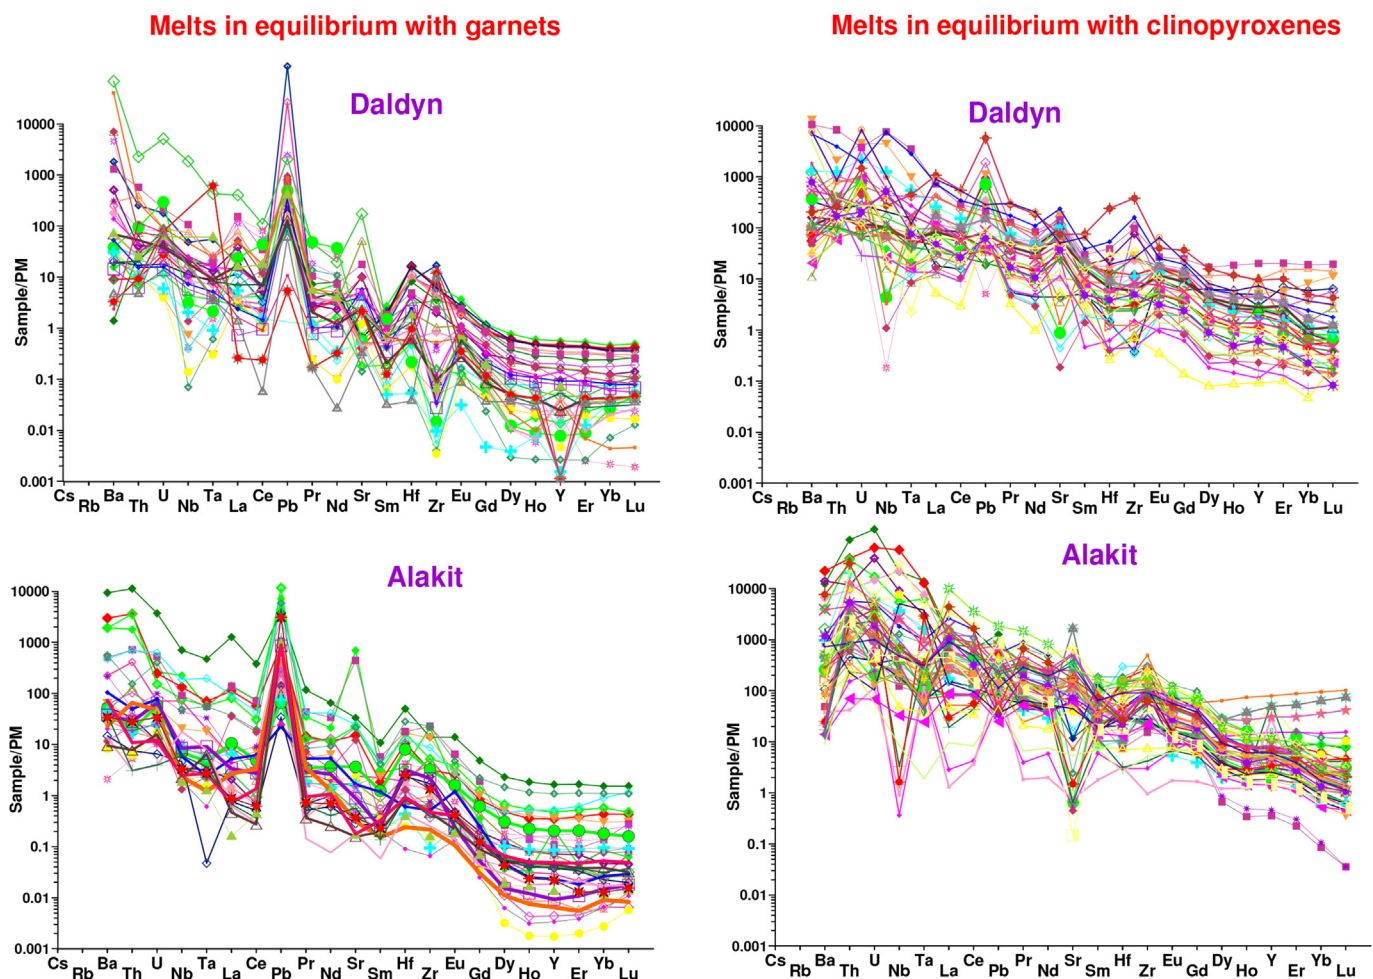 Melts in equilibrium with garnets
Daldyn
Sample/PM
10000
1000
100
10
1
0.1
0.01
0.001
Cs Rb Ba Th U Nb Ta La Ce Pb Pr Nd Sr Sm Hf Zr Eu Gd Dy Ho Y Er Yb Lu
Melts in equilibrium with clinopyroxenes
Daldyn
Sample/PM
10000
1000
100
10
1
0.1
0.01
0.001
Cs Rb Ba Th U Nb Ta La Ce Pb Pr Nd Sr Sm Hf Zr Eu Gd Dy Ho Y Er Yb Lu
Alakit
Sample/PM
10000
1000
100
10
1
0.1
0.01
0.001
Cs Rb Ba Th U Nb Ta La Ce Pb Pr Nd Sr Sm Hf Zr Eu Gd Dy Ho Y Er Yb Lu
Alakit
Sample/PM
10000
1000
100
10
1
0.1
0.01
0.001
Cs Rb Ba Th U Nb Ta La Ce Pb Pr Nd Sr Sm Hf Zr Eu Gd Dy Ho Y Er Yb Lu